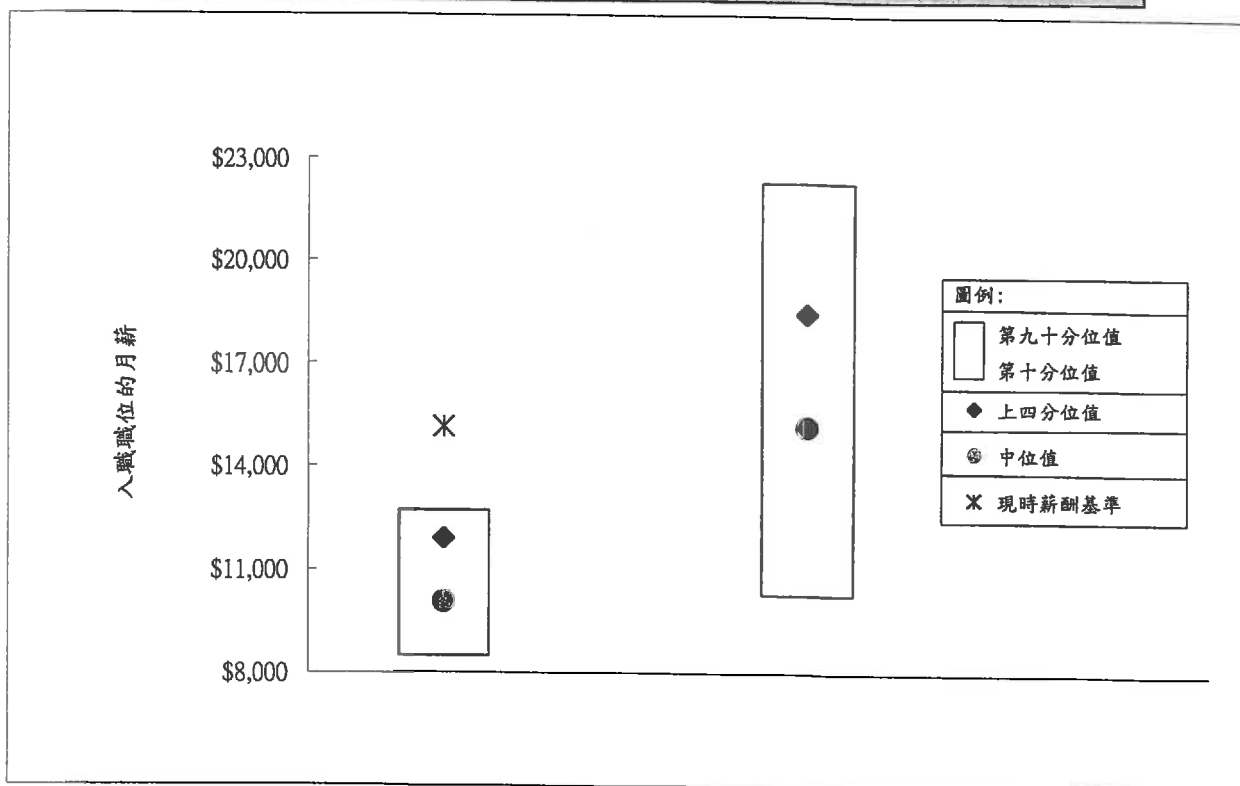 $23,000
$20,000
$17,000
$14,000
$11,000
$8,000
入職職位的月薪
圖例:
第九十分位值
第十分位值
上四分位值
中位值
現時薪酬基準